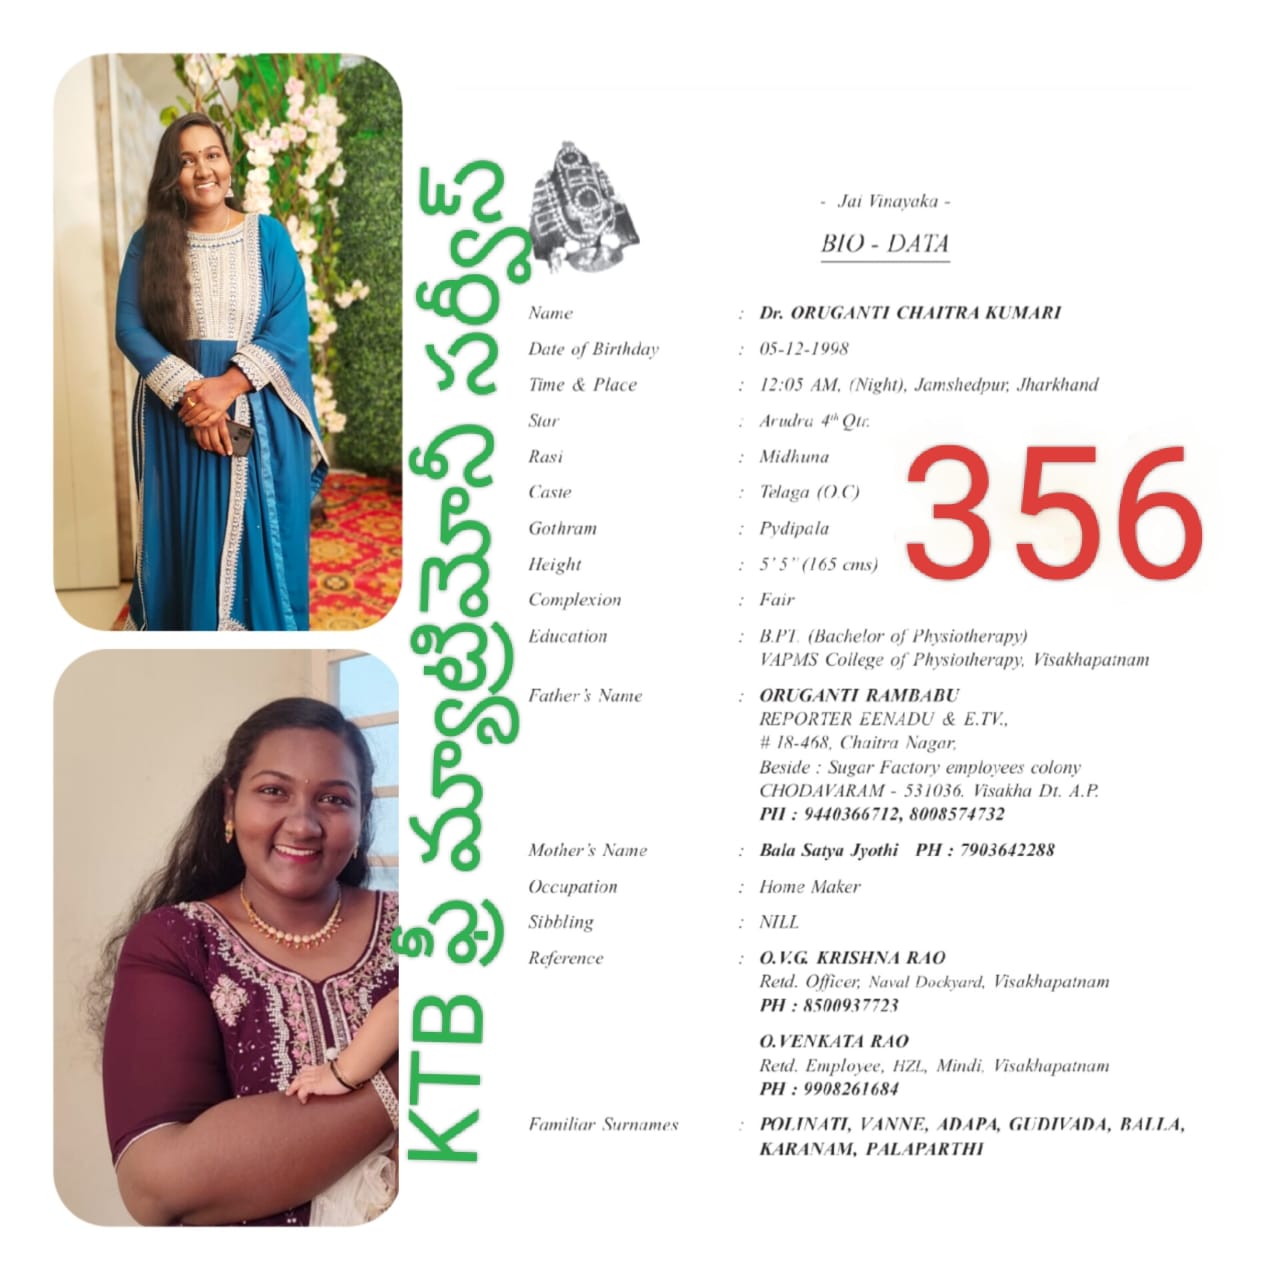 KTB ఫ్రీ మ్యాట్రిమోనీ సర్వీస్
- Jai Vinayaka -
BIO - DATA
Name : Dr. ORUGANTI CHAITRA KUMARI
Date of Birthday : 05-12-1998
Time & Place : 12:05 AM, (Night), Jamshedpur, Jharkhand
Star : Arudra 4th Qtr.
Rasi : Midhuna
Caste : Telaga (O.C)
356
Gothram : Pydipala
Height : 5'5" (165 cms)
Complexion : Fair
Education : B.PT. (Bachelor of Physiotherapy)
VAPMS College of Physiotherapy, Visakhapatnam
Father's Name : ORUGANTI RAMBABU
REPORTER EENADU & E.TV.,
# 18-468, Chaitra Nagar,
Beside : Sugar Factory employees colony
CHODAVARAM - 531036. Visakha Dt. A.P.
PH : 9440366712, 8008574732
Mother's Name : Bala Satya Jyothi PH : 7903642288
Occupation : Home Maker
Sibbling : NILL
Reference : O.V.G. KRISHNA RAO
Retd. Officer, Naval Dockyard, Visakhapatnam
PH : 8500937723
O.VENKATA RAO
Retd. Employee, HZL, Mindi, Visakhapatnam
PH : 9908261684
Familiar Surnames : POLINATI, VANNE, ADAPA, GUDIVADA, BALLA,
KARANAM, PALAPARTHI